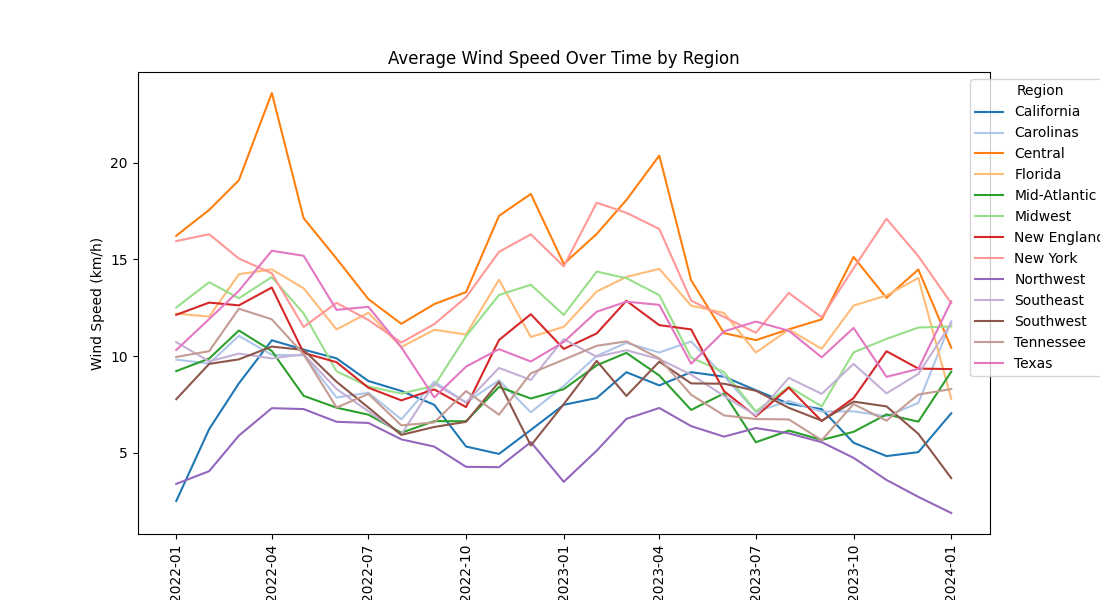 Average Wind Speed Over Time by Region
Wind Speed (km/h)
20
15
10
5
2022-01
2022-04
2022-07
2022-10
2023-01
2023-04
2023-07
2023-10
2024-01
Region
California
Carolinas
Central
Florida
Mid-Atlantic
Midwest
New England
New York
Northwest
Southeast
Southwest
Tennessee
Texas